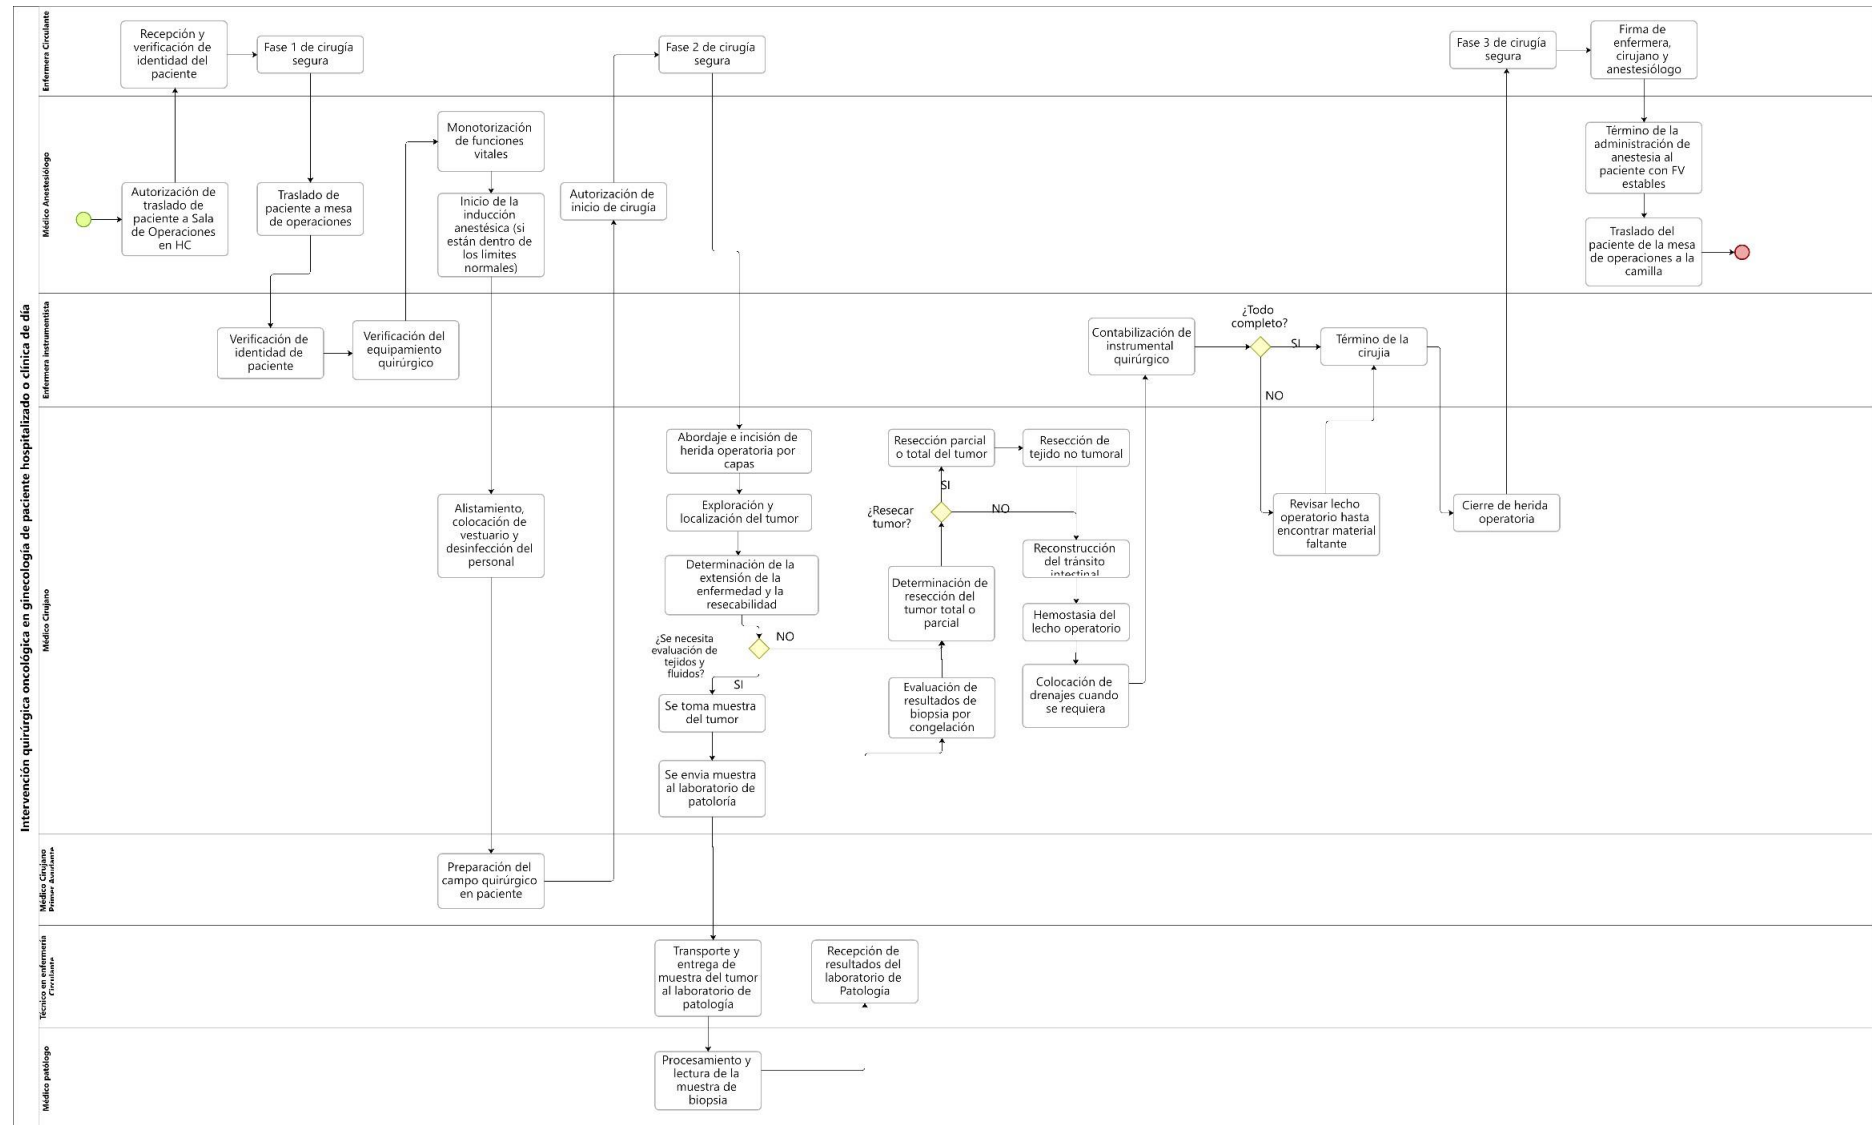 Intervención quirúrgica oncológica en ginecología de paciente hospitalizado o clínica de día
Enfermera Circulante
Recepción y
verificación de
identidad del
paciente
Fase 1 de cirugía
segura
Fase 2 de cirugía
segura
Fase 3 de cirugía
segura
Firma de
enfermera,
cirujano y
anestesiólogo
Médico Anestesiólogo
Autorización de
traslado de
paciente a Sala
de Operaciones
en HC
Traslado de
paciente a mesa
de operaciones
Monotorización
de funciones
vitales
Inicio de la
inducción
anestésica (si
están dentro de
los limites
normales)
Autorización de
inicio de cirugía
Término de la
administración de
anestesia al
paciente con FV
estables
Traslado del
paciente de la mesa
de operaciones a la
camilla
Enfermera instrumentista
Verificación de
identidad de
paciente
Verificación del
equipamiento
quirúrgico
Contabilización de
instrumental
quirúrgico
¿Todo
completo?
SI
NO
Término de la
cirujia
Médico Cirujano
Alistamiento,
colocación de
vestuario y
desinfección del
personal
Abordaje e incisión de
herida operatoria por
capas
Exploración y
localización del tumor
Determinación de la
extensión de la
enfermedad y la
resecabilidad
¿Se necesita
evaluación de
tejidos y
fluidos?
NO
SI
Se toma muestra
del tumor
Se envia muestra
al laboratorio de
patoloría
Resección parcial
o total del tumor
Resección de
tejido no tumoral
SI
¿Resecar
tumor?
NO
Determinación de
resección del
tumor total o
parcial
Evaluación de
resultados de
biopsia por
congelación
Reconstrucción
del trànsito
intestinal
Hemostasia del
lecho operatorio
Colocación de
drenajes cuando
se requiera
Revisar lecho
operatorio hasta
encontrar material
faltante
Cierre de herida
operatoria
Médico Cirujano
Primer Ayudante
Preparación del
campo quirúrgico
en paciente
Técnico en enfermería
Circulante
Transporte y
entrega de
muestra del tumor
al laboratorio de
patología
Recepción de
resultados del
laboratorio de
Patología
Médico patólogo
Procesamiento y
lectura de la
muestra de
biopsia